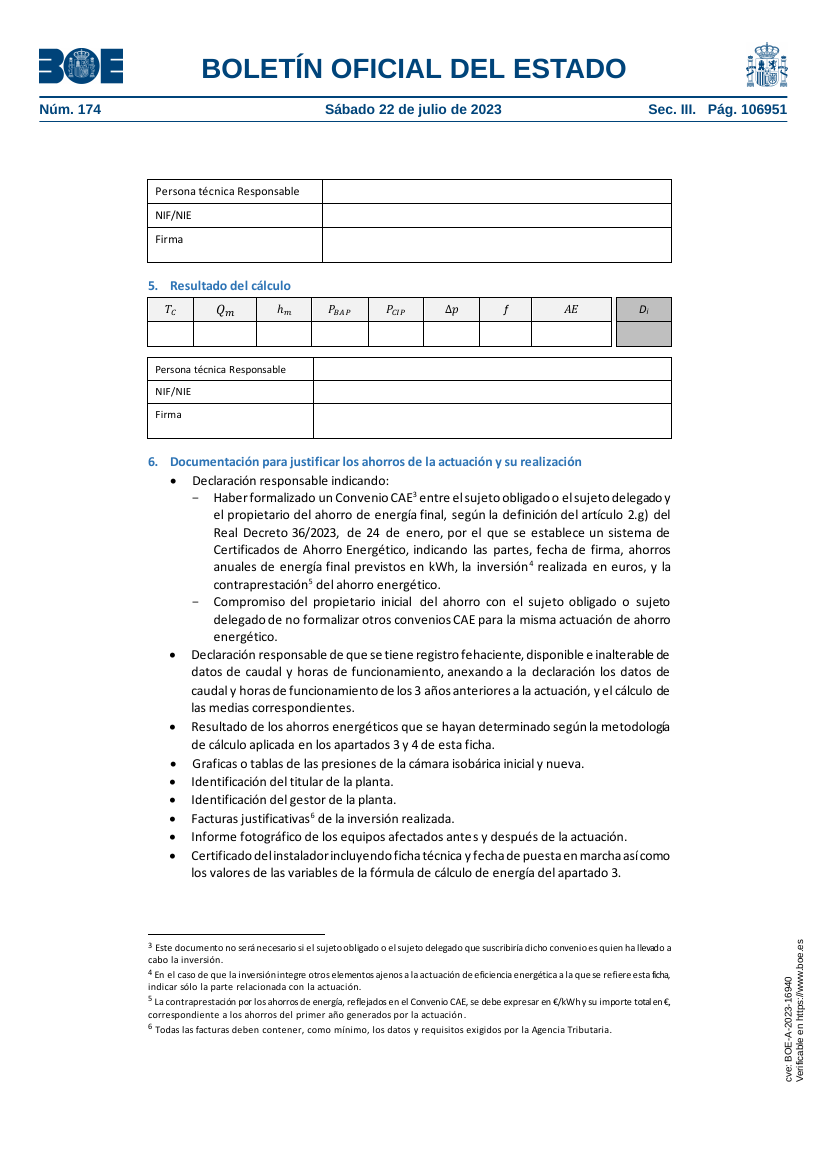 BOE
BOLETÍN OFICIAL DEL ESTADO
Núm. 174 Sábado 22 de julio de 2023 Sec. III. Pág. 106951
Persona técnica Responsable
NIF/NIE
Firma
5. Resultado del cálculo
T_C Q_m h_m P_BAP P_CIP Δp f AE D_i
Persona técnica Responsable
NIF/NIE
Firma
6. Documentación para justificar los ahorros de la actuación y su realización
• Declaración responsable indicando:
− Haber formalizado un Convenio CAE³ entre el sujeto obligado o el sujeto delegado y
el propietario del ahorro de energía final, según la definición del artículo 2.g) del
Real Decreto 36/2023, de 24 de enero, por el que se establece un sistema de
Certificados de Ahorro Energético, indicando las partes, fecha de firma, ahorros
anuales de energía final previstos en kWh, la inversión⁴ realizada en euros, y la
contraprestación⁵ del ahorro energético.
− Compromiso del propietario inicial del ahorro con el sujeto obligado o sujeto
delegado de no formalizar otros convenios CAE para la misma actuación de ahorro
energético.
• Declaración responsable de que se tiene registro fehaciente, disponible e inalterable de
datos de caudal y horas de funcionamiento, anexando a la declaración los datos de
caudal y horas de funcionamiento de los 3 años anteriores a la actuación, y el cálculo de
las medias correspondientes.
• Resultado de los ahorros energéticos que se hayan determinado según la metodología
de cálculo aplicada en los apartados 3 y 4 de esta ficha.
• Graficas o tablas de las presiones de la cámara isobárica inicial y nueva.
• Identificación del titular de la planta.
• Identificación del gestor de la planta.
• Facturas justificativas⁶ de la inversión realizada.
• Informe fotográfico de los equipos afectados antes y después de la actuación.
• Certificado del instalador incluyendo ficha técnica y fecha de puesta en marcha así como
los valores de las variables de la fórmula de cálculo de energía del apartado 3.
³ Este documento no será necesario si el sujeto obligado o el sujeto delegado que suscribiría dicho convenio es quien ha llevado a
cabo la inversión.
⁴ En el caso de que la inversión integre otros elementos ajenos a la actuación de eficiencia energética a la que se refiere esta ficha,
indicar sólo la parte relacionada con la actuación.
⁵ La contraprestación por los ahorros de energía, reflejados en el Convenio CAE, se debe expresar en €/kWh y su importe total en €,
correspondiente a los ahorros del primer año generados por la actuación.
⁶ Todas las facturas deben contener, como mínimo, los datos y requisitos exigidos por la Agencia Tributaria.
cve: BOE-A-2023-16940
Verificable en https://www.boe.es